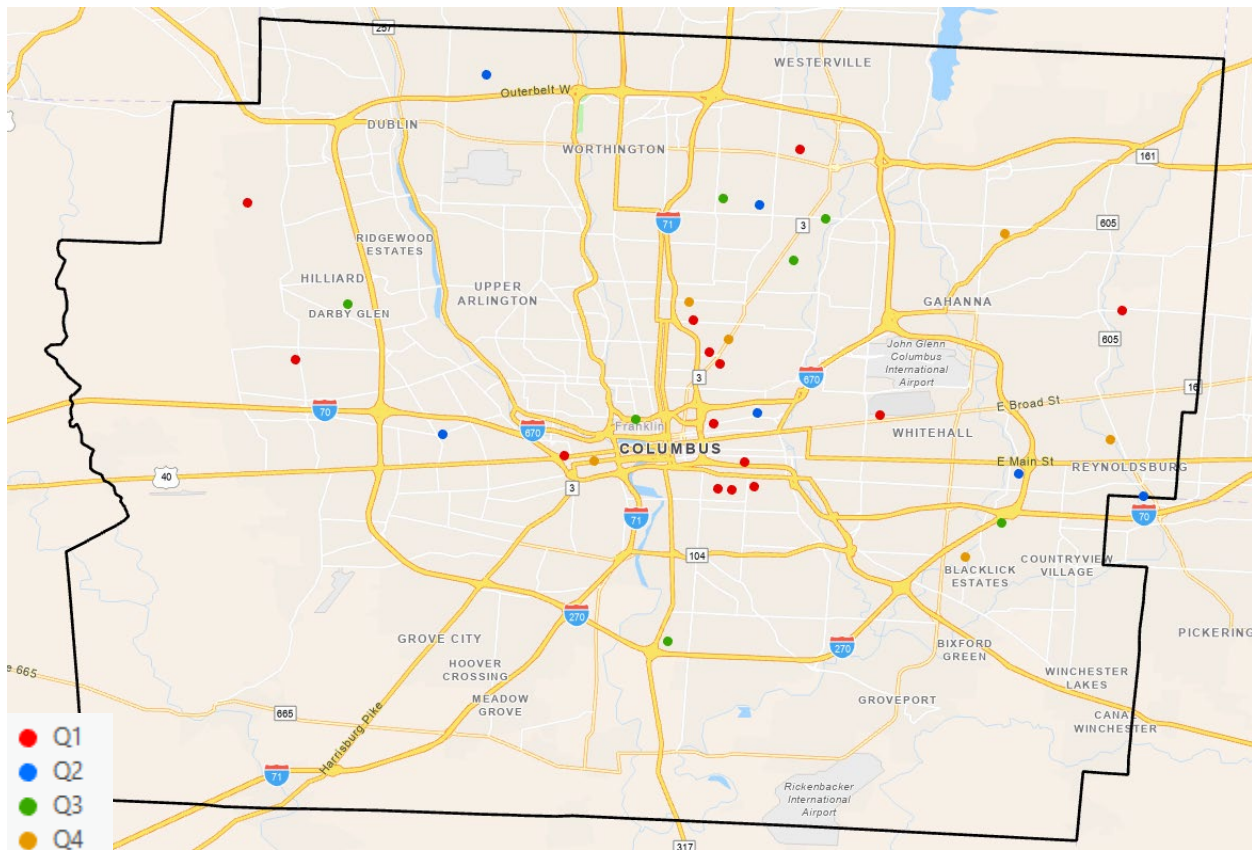 257
WESTERVILLE
Outerbelt W
DUBLIN
WORTHINGTON
161
71
3
605
RIDGEWOOD
ESTATES
HILLIARD
UPPER
ARLINGTON
DARBY GLEN
GAHANNA
John Glenn
Columbus
International
Airport
605
3
670
70
16
E Broad St
Franklin
670
WHITEHALL
COLUMBUS
E Main St
REYNOLDSBURG
40
3
71
70
104
COUNTRYVIEW
VILLAGE
BLACKLICK
ESTATES
270
GROVE CITY
270
BIXFORD
GREEN
PICKERING
HOOVER
CROSSING
e 665
WINCHESTER
LAKES
MEADOW
GROVE
GROVEPORT
665
Harrisburg Pike
CANAL
WINCHESTER
71
Rickenbacker
International
Airport
317
Q1
Q2
Q3
Q4